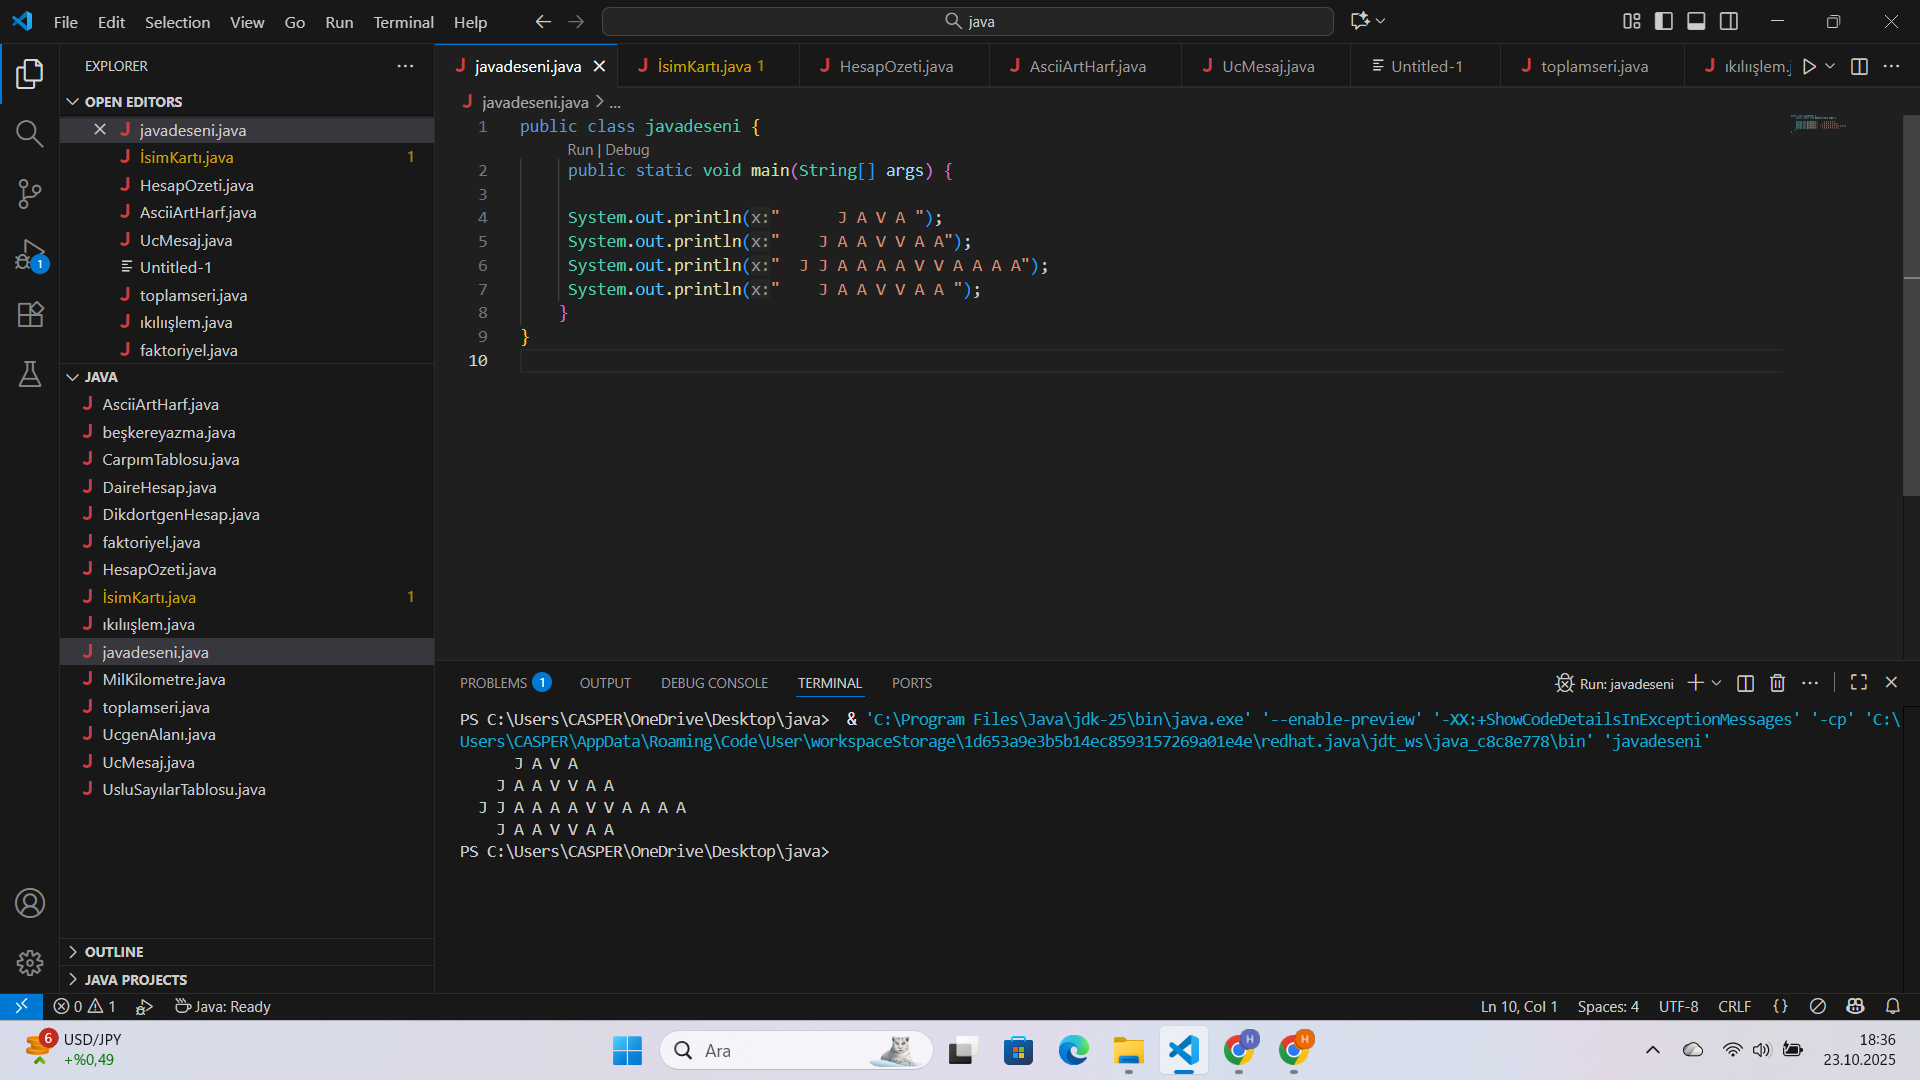 File Edit Selection View Go Run Terminal Help
java
EXPLORER
OPEN EDITORS
javadeseni.java
İsimKartı.java 1
HesapOzeti.java
AsciiArtHarf.java
UcMesaj.java
Untitled-1
toplamseri.java
ıkılıışlem.java
faktoriyel.java
JAVA
AsciiArtHarf.java
beşkereyazma.java
CarpımTablosu.java
DaireHesap.java
DikdortgenHesap.java
faktoriyel.java
HesapOzeti.java
İsimKartı.java 1
ıkılıışlem.java
javadeseni.java
MilKilometre.java
toplamseri.java
UcgenAlanı.java
UcMesaj.java
UsluSayılarTablosu.java
OUTLINE
JAVA PROJECTS
javadeseni.java İsimKartı.java 1 HesapOzeti.java AsciiArtHarf.java UcMesaj.java Untitled-1 toplamseri.java ıkılıışlem.j
javadeseni.java > ...
1 public class javadeseni {
Run | Debug
2 public static void main(String[] args) {
3
4 System.out.println(x:"      J A V A ");
5 System.out.println(x:"    J A A V V A A");
6 System.out.println(x:"  J J A A A A V V A A A A");
7 System.out.println(x:"    J A A V V A A ");
8 }
9 }
10
PROBLEMS 1 OUTPUT DEBUG CONSOLE TERMINAL PORTS
Run: javadeseni
PS C:\Users\CASPER\OneDrive\Desktop\java>  & 'C:\Program Files\Java\jdk-25\bin\java.exe' '--enable-preview' '-XX:+ShowCodeDetailsInExceptionMessages' '-cp' 'C:\
Users\CASPER\AppData\Roaming\Code\User\workspaceStorage\1d653a9e3b5b14ec8593157269a01e4e\redhat.java\jdt_ws\java_c8c8e778\bin' 'javadeseni'
      J A V A
    J A A V V A A
  J J A A A A V V A A A A
    J A A V V A A
PS C:\Users\CASPER\OneDrive\Desktop\java>
1
0 1 Java: Ready
Ln 10, Col 1 Spaces: 4 UTF-8 CRLF {}
6
USD/JPY
+%0,49
Ara
H
H
18:36
23.10.2025